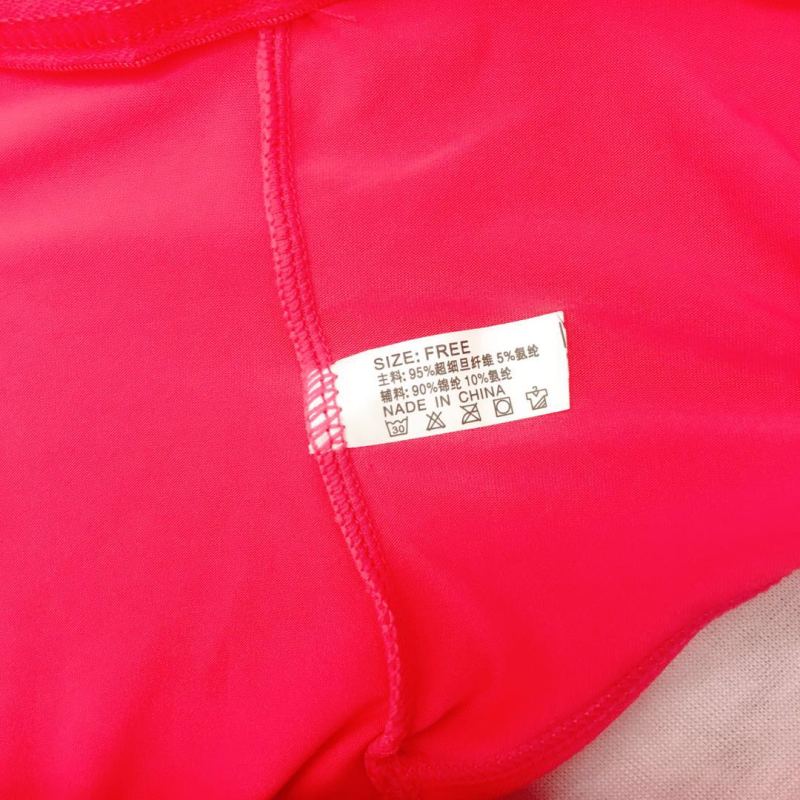 SIZE: FREE
主料: 95%超细旦纤维 5%氨纶
辅料: 90%锦纶 10%氨纶
MADE IN CHINA
30